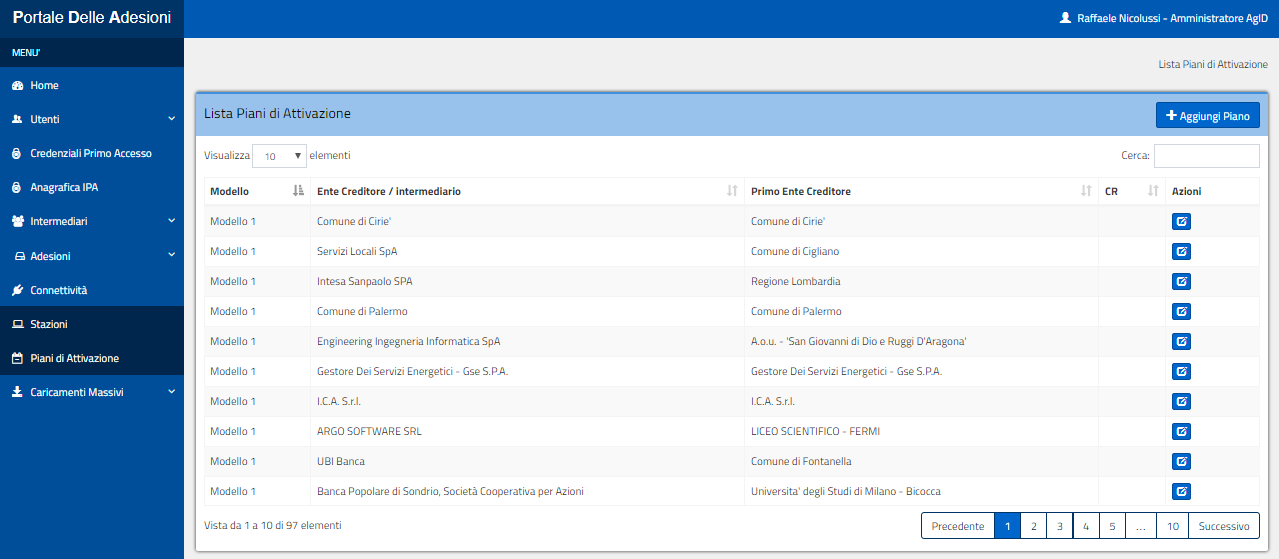 Portale Delle Adesioni
Raffaele Nicolussi - Amministratore AgID
MENU'
Home
Utenti
Credenziali Primo Accesso
Anagrafica IPA
Intermediari
Adesioni
Connettività
Stazioni
Piani di Attivazione
Caricamenti Massivi
Lista Piani di Attivazione
Lista Piani di Attivazione
Aggiungi Piano
Visualizza 10 elementi
Cerca:
Modello Ente Creditore / intermediario Primo Ente Creditore CR Azioni
Modello 1 Comune di Cirie' Comune di Cirie'
Modello 1 Servizi Locali SpA Comune di Cigliano
Modello 1 Intesa Sanpaolo SPA Regione Lombardia
Modello 1 Comune di Palermo Comune di Palermo
Modello 1 Engineering Ingegneria Informatica SpA A.o.u. - 'San Giovanni di Dio e Ruggi D'Aragona'
Modello 1 Gestore Dei Servizi Energetici - Gse S.P.A. Gestore Dei Servizi Energetici - Gse S.P.A.
Modello 1 I.C.A. S.r.l. I.C.A. S.r.l.
Modello 1 ARGO SOFTWARE SRL LICEO SCIENTIFICO - FERMI
Modello 1 UBI Banca Comune di Fontanella
Modello 1 Banca Popolare di Sondrio, Società Cooperativa per Azioni Universita' degli Studi di Milano - Bicocca
Vista da 1 a 10 di 97 elementi
Precedente 1 2 3 4 5 ... 10 Successivo